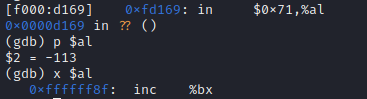 [f000:d169]    0xfd169: in     $0x71,%al
0x0000d169 in ?? ()
(gdb) p $al
$2 = -113
(gdb) x $al
   0xffffff8f:  inc    %bx